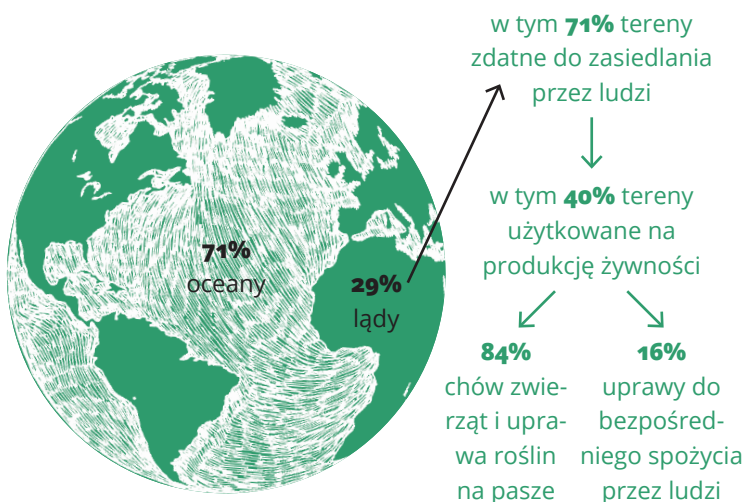 71%
oceany
29%
lądy
w tym 71% tereny
zdatne do zasiedlania
przez ludzi
w tym 40% tereny
użytkowane na
produkcję żywności
84%
chów zwie-
rząt i upra-
wa roślin
na pasze
16%
uprawy do
bezpośred-
niego spożycia
przez ludzi